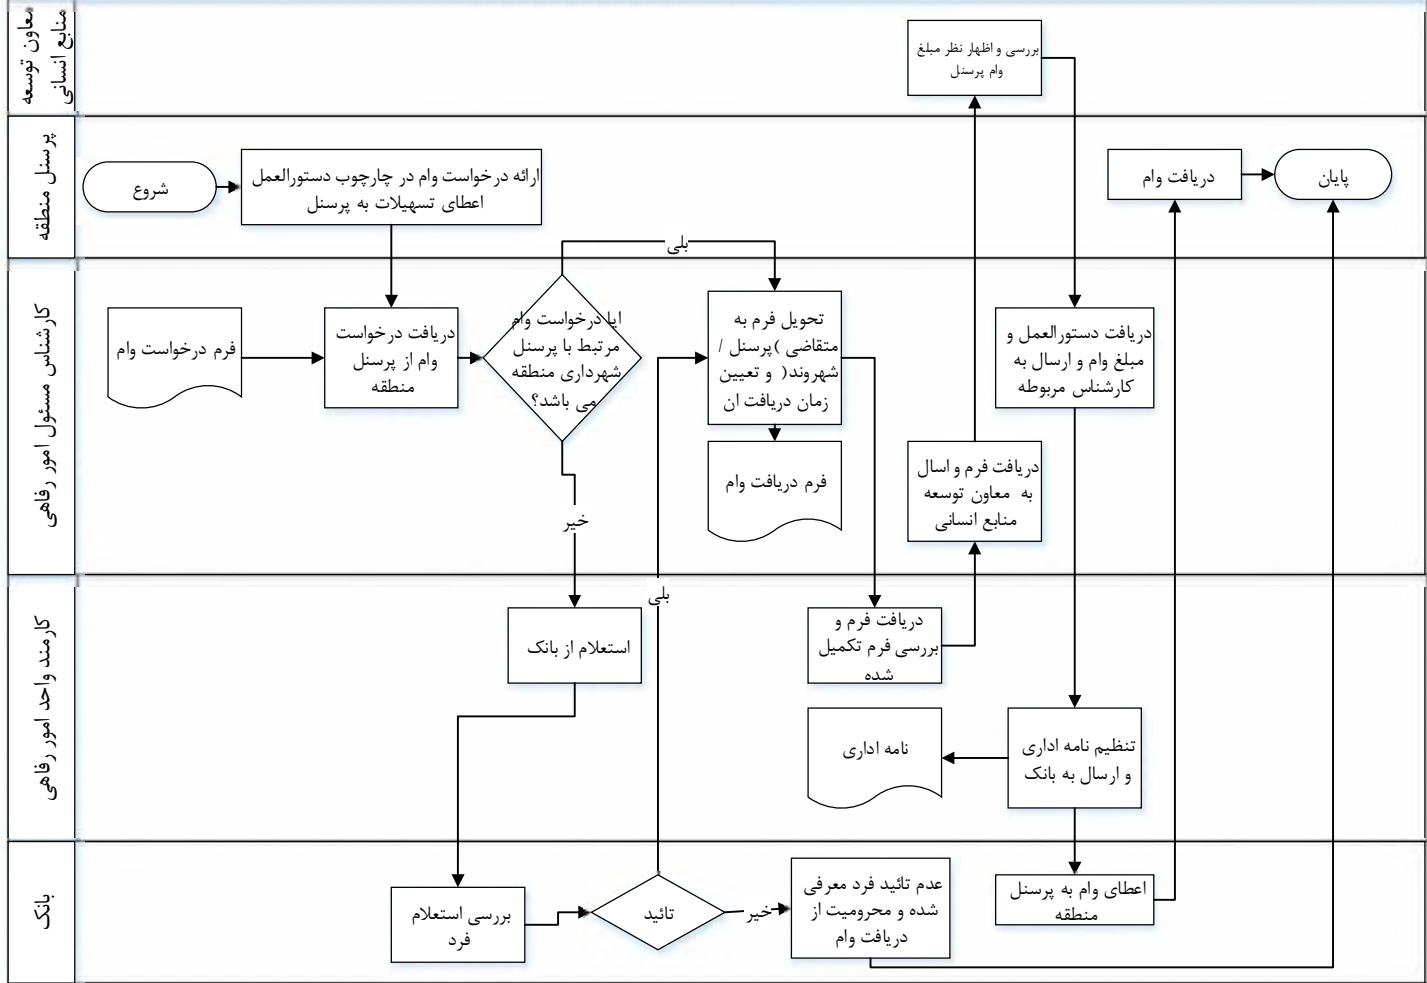 معاون توسعه
منابع انسانی
بررسی و اظهار نظر مبلغ
وام پرسنل
پرسنل منطقه
شروع
ارائه درخواست وام در چارچوب دستورالعمل
اعطای تسهیلات به پرسنل
دریافت وام
پایان
بلی
کارشناس مسئول امور رفاهی
فرم درخواست وام
دریافت درخواست
وام از پرسنل
منطقه
ایا درخواست وام
مرتبط با پرسنل
شهرداری منطقه
می باشد؟
تحویل فرم به
متقاضی )پرسنل /
شهروند( و تعیین
زمان دریافت ان
فرم دریافت وام
دریافت دستورالعمل و
مبلغ وام و ارسال به
کارشناس مربوطه
دریافت فرم و اسال
به معاون توسعه
منابع انسانی
خیر
کارمند واحد امور رفاهی
بلی
استعلام از بانک
دریافت فرم و
بررسی فرم تکمیل
شده
نامه اداری
تنظیم نامه اداری
و ارسال به بانک
بانک
بررسی استعلام
فرد
تائید
خیر
عدم تائید فرد معرفی
شده و محرومیت از
دریافت وام
اعطای وام به پرسنل
منطقه